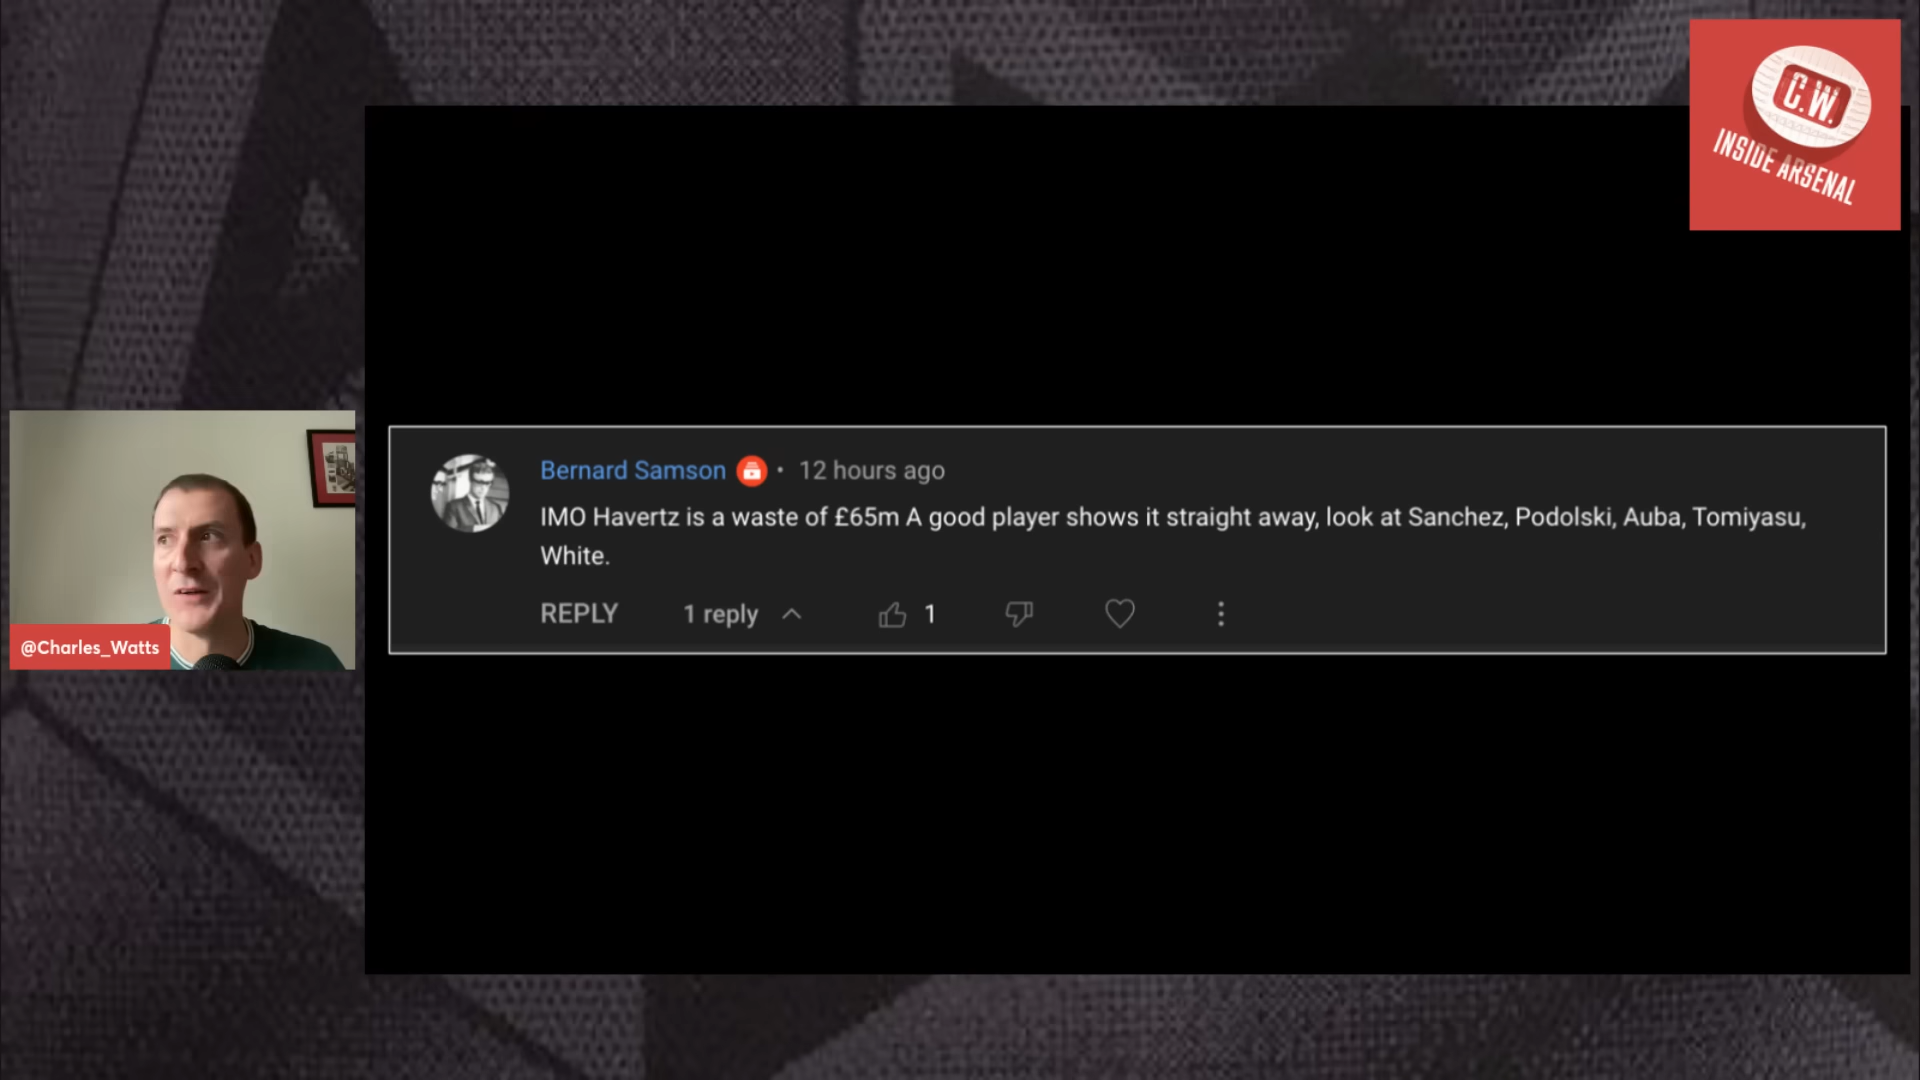 C.W.
INSIDE ARSENAL
Bernard Samson • 12 hours ago
IMO Havertz is a waste of £65m A good player shows it straight away, look at Sanchez, Podolski, Auba, Tomiyasu,
White.
REPLY 1 reply 1
@Charles_Watts